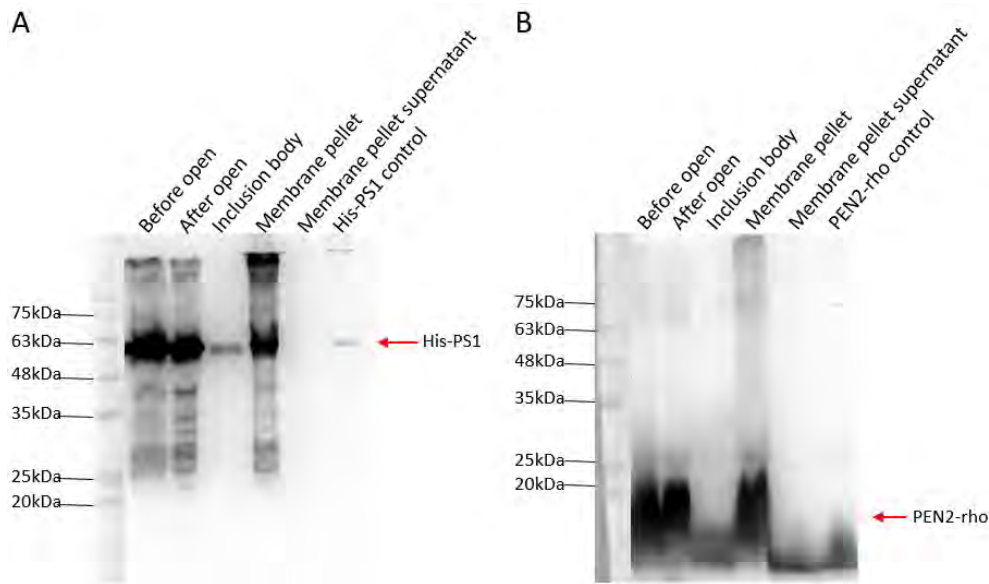 A
Before open
After open
Inclusion body
Membrane pellet
Membrane pellet supernatant
His-PS1 control
75kDa
63kDa
48kDa
35kDa
25kDa
20kDa
His-PS1
B
Before open
After open
Inclusion body
Membrane pellet
Membrane pellet supernatant
PEN2-rho control
75kDa
63kDa
48kDa
35kDa
25kDa
20kDa
PEN2-rho